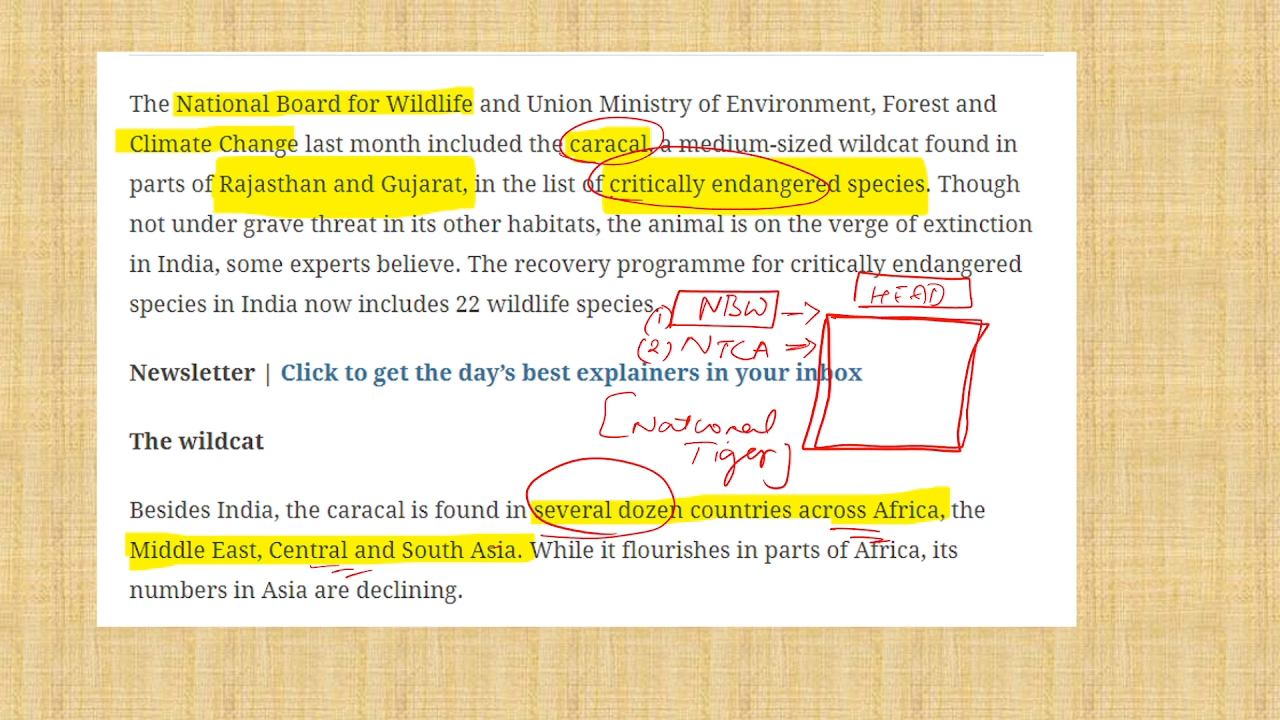 The National Board for Wildlife and Union Ministry of Environment, Forest and
Climate Change last month included the caracal, a medium-sized wildcat found in
parts of Rajasthan and Gujarat, in the list of critically endangered species. Though
not under grave threat in its other habitats, the animal is on the verge of extinction
in India, some experts believe. The recovery programme for critically endangered
species in India now includes 22 wildlife species.
HEAD
(1) NBW →
(2) NTCA →
Newsletter | Click to get the day’s best explainers in your inbox
[National
Tiger]
The wildcat
Besides India, the caracal is found in several dozen countries across Africa, the
Middle East, Central and South Asia. While it flourishes in parts of Africa, its
numbers in Asia are declining.